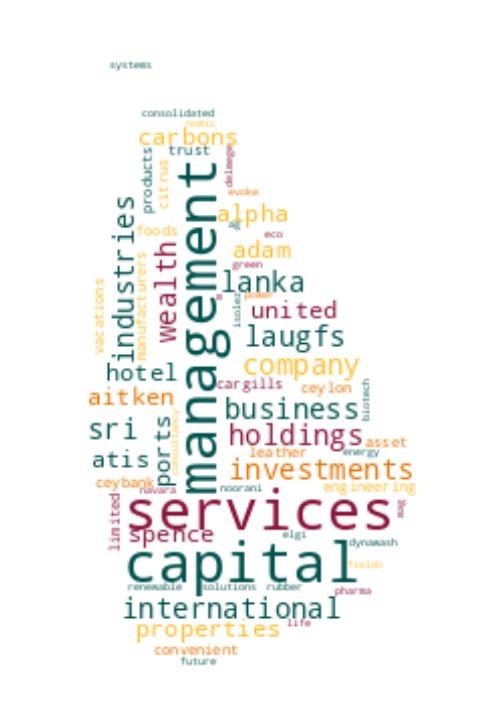 systems
consolidated
nomic
carbons
trust
products
citrus
delmege
evoke
alpha
ag
foods
industries
management
eco
wealth
adam
green
manufacturers
lanka
vacations
power
isolez
united
laugfs
company
hotel
cargills
ceylon
biotech
aitken
business
consultancy
sri
ports
holdings
asset
leather
energy
atis
investments
ceybank
navara
noorani
engineering
limited
services
gem
spence
elgi
dynawash
capital
fields
renewable
solutions
rubber
pharma
international
life
properties
convenient
future